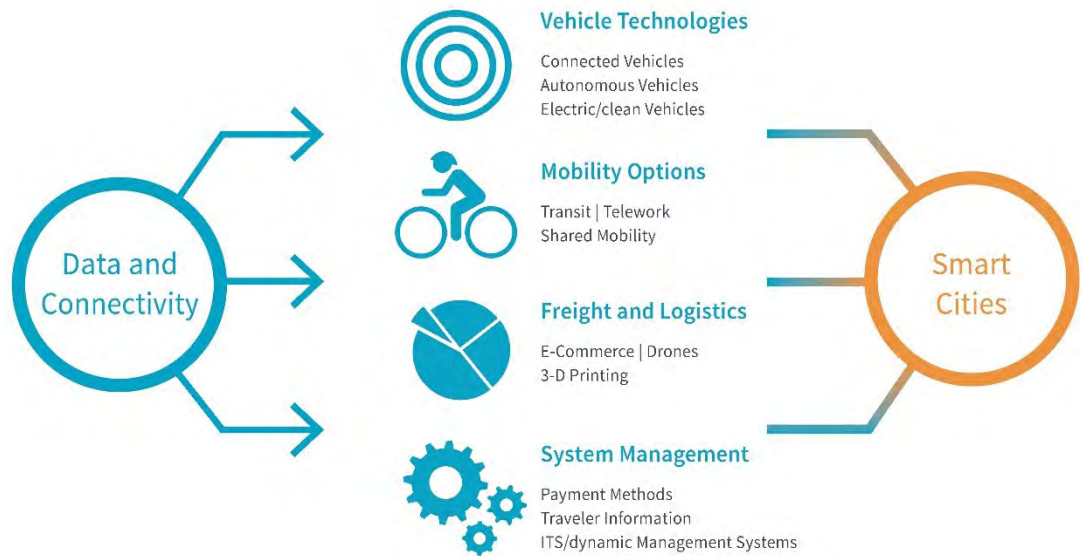 Data and
Connectivity
Vehicle Technologies
Connected Vehicles
Autonomous Vehicles
Electric/clean Vehicles
Mobility Options
Transit | Telework
Shared Mobility
Freight and Logistics
E-Commerce | Drones
3-D Printing
System Management
Payment Methods
Traveler Information
ITS/dynamic Management Systems
Smart
Cities